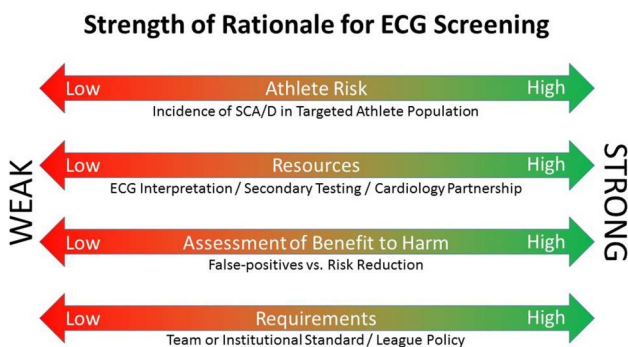 Strength of Rationale for ECG Screening
Low Athlete Risk High
Incidence of SCA/D in Targeted Athlete Population
WEAK
STRONG
Low Resources High
ECG Interpretation / Secondary Testing / Cardiology Partnership
Low Assessment of Benefit to Harm High
False-positives vs. Risk Reduction
Low Requirements High
Team or Institutional Standard / League Policy